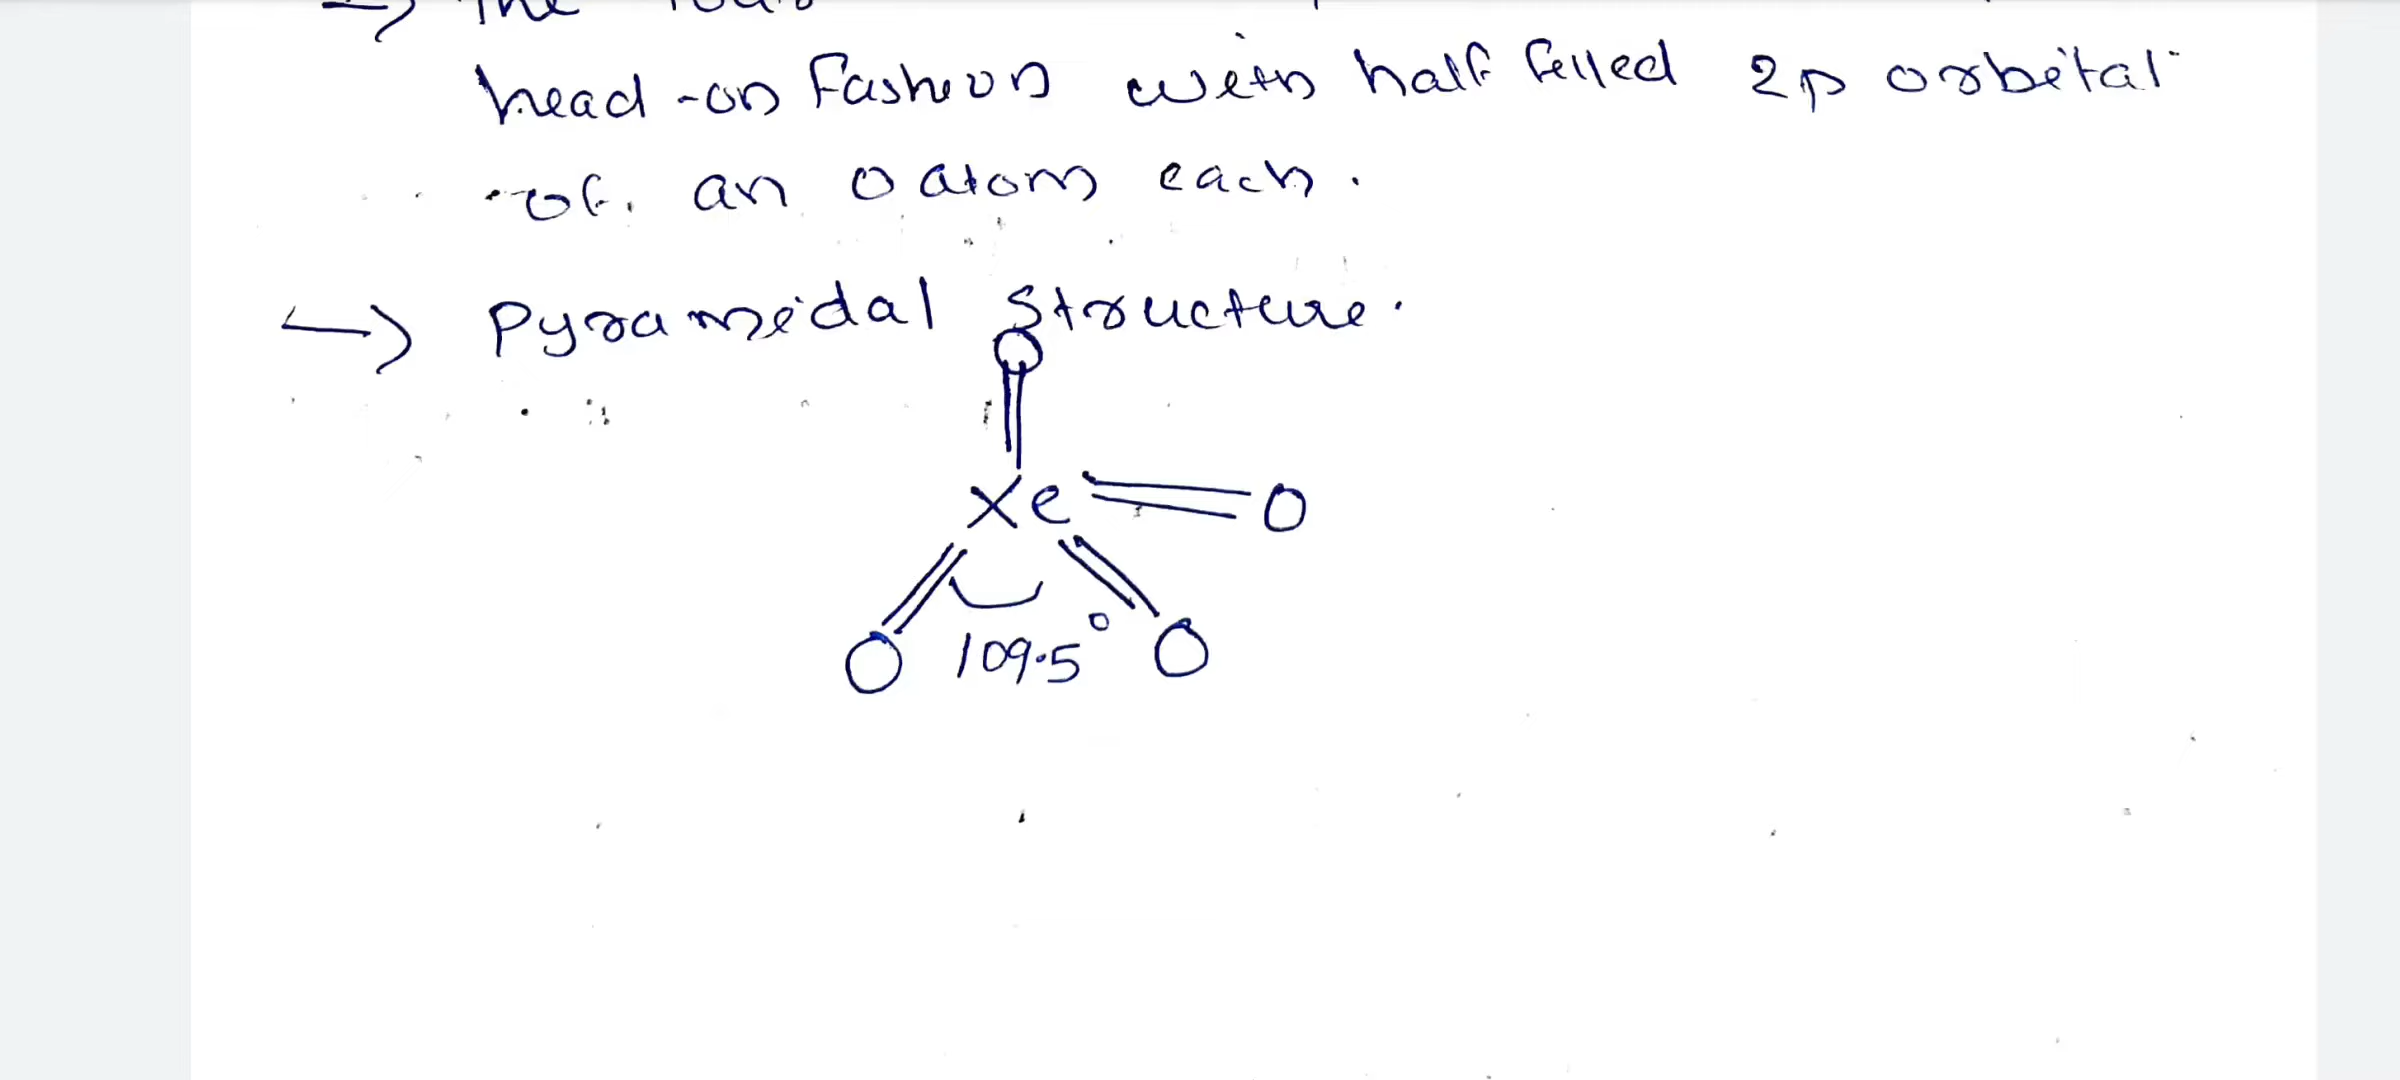 head-on Fashion with half filled 2p orbital
of an O atom each.
↪ Pyramidal Structure.
O
Xe O
O 109.5° O